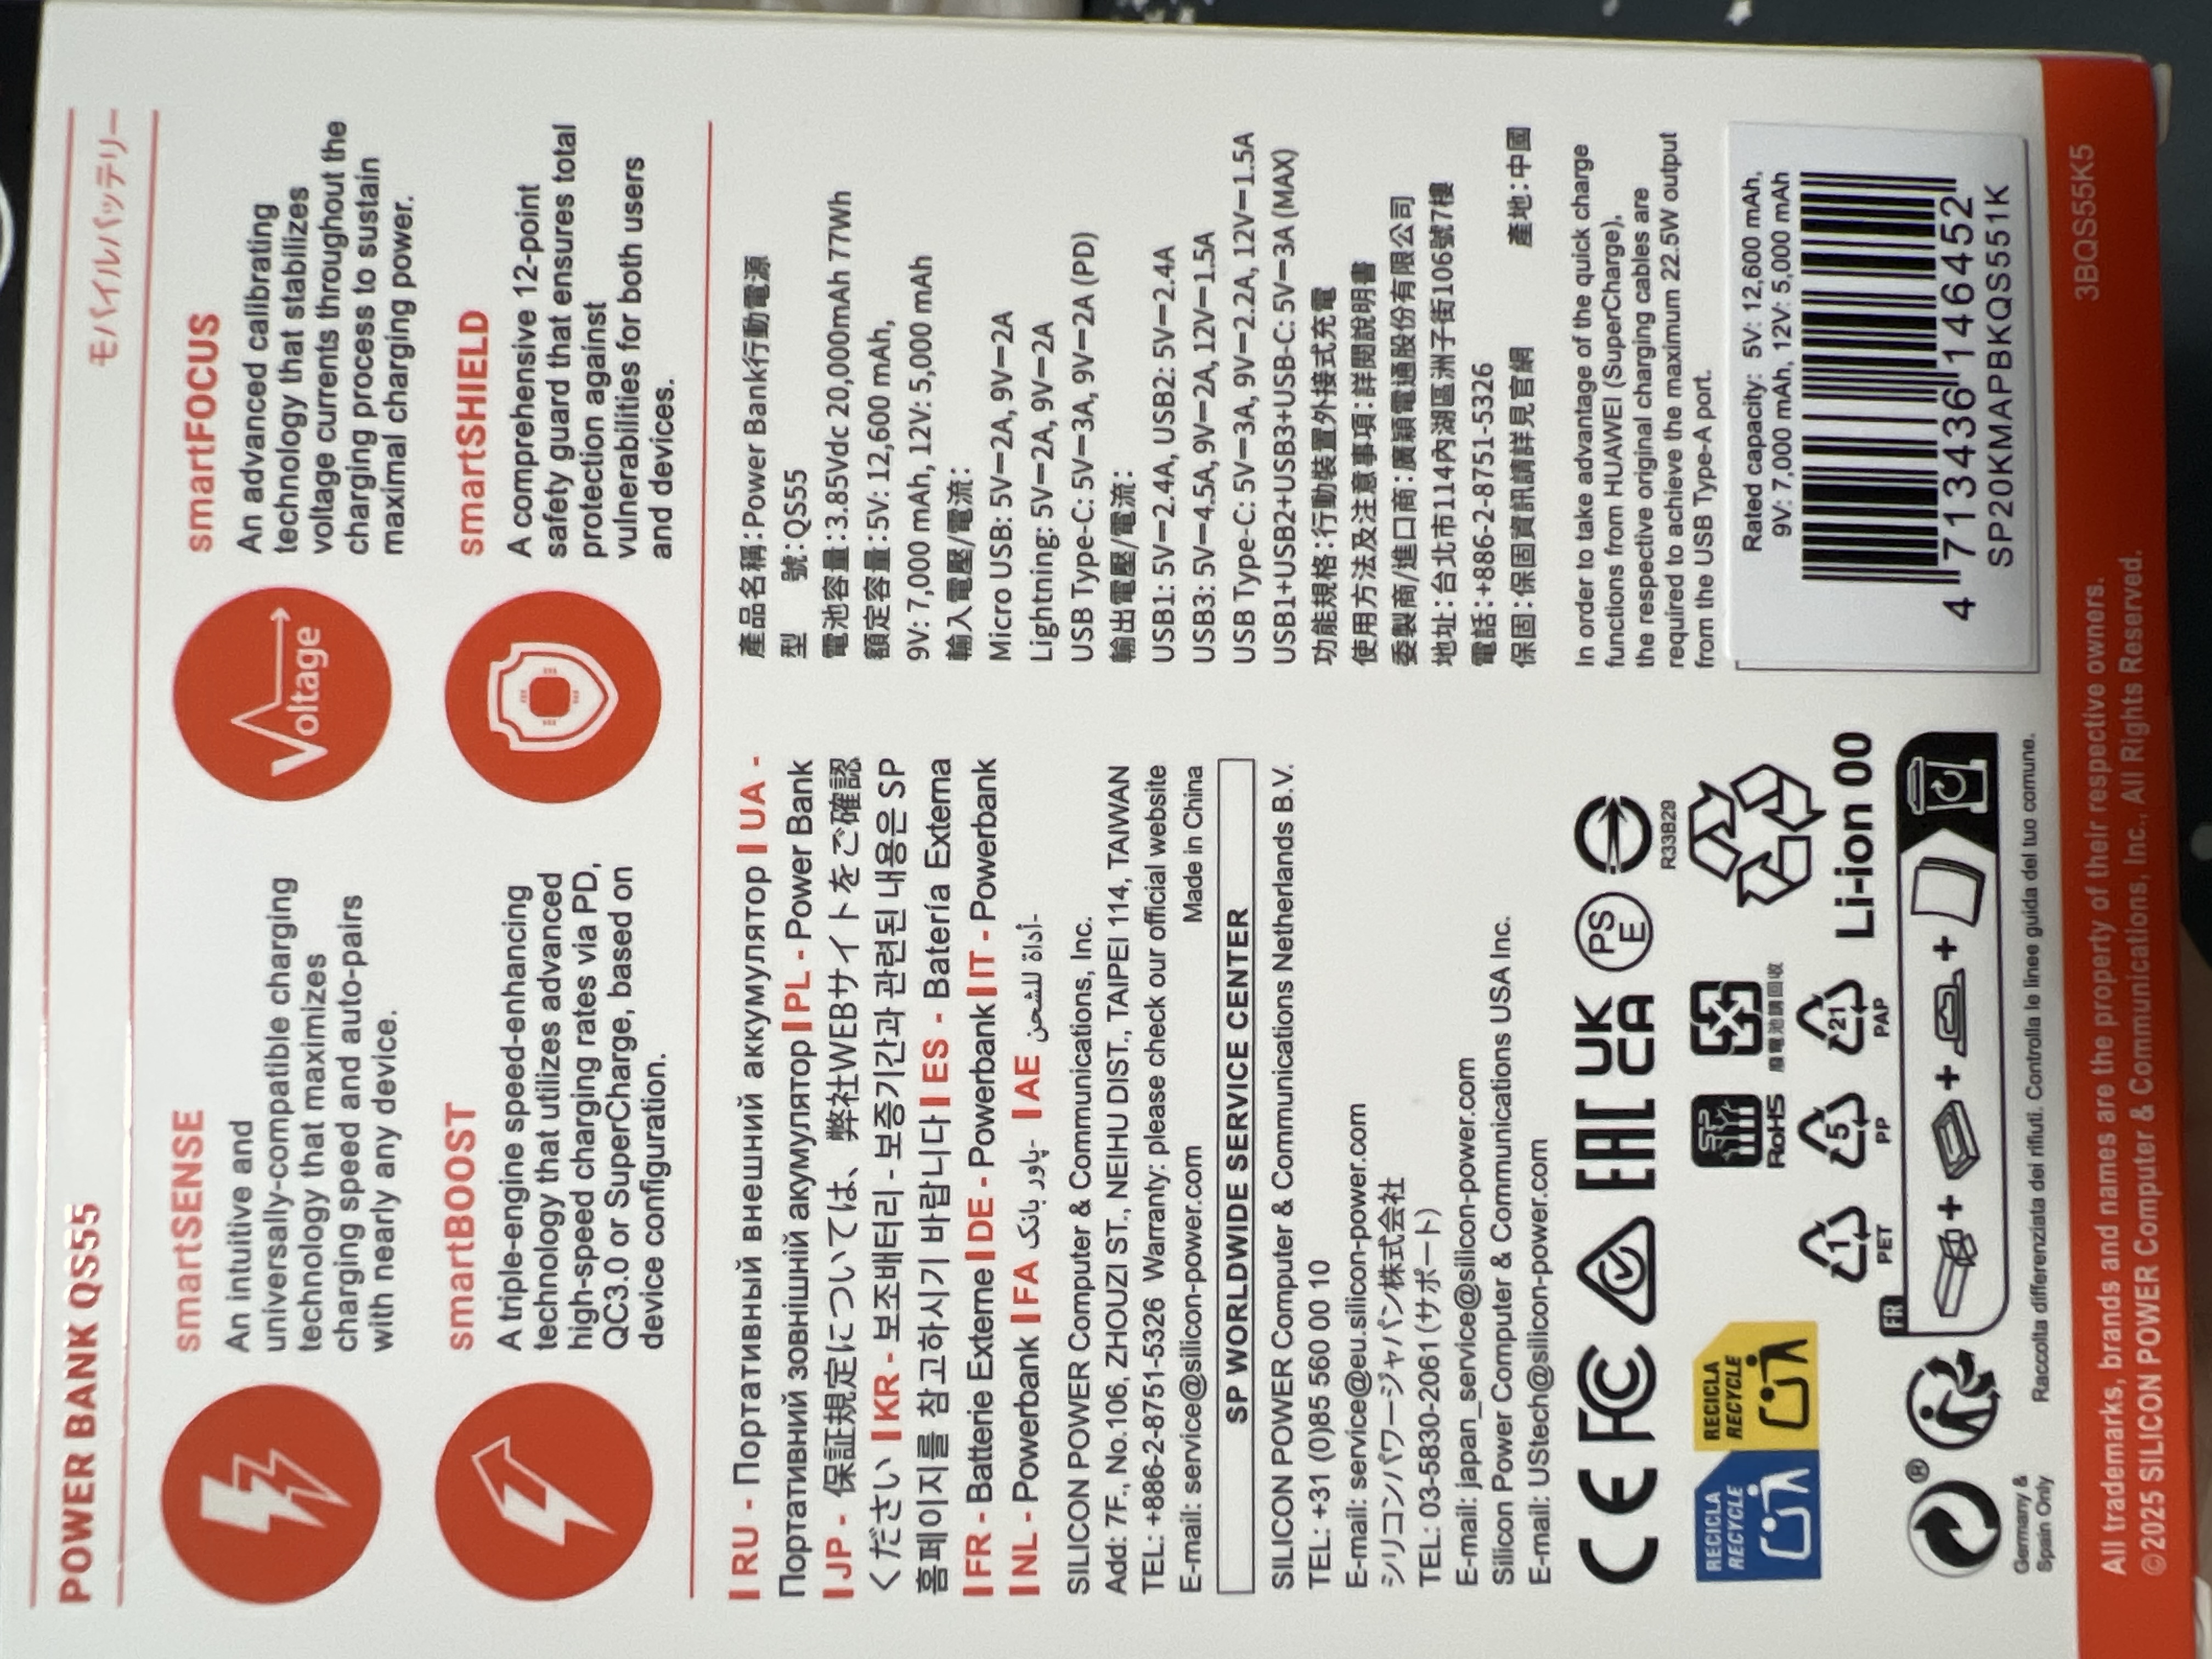 POWER BANK QS55
モバイルバッテリー
smartSENSE
An intuitive and
universally-compatible charging
technology that maximizes
charging speed and auto-pairs
with nearly any device.
Voltage
smartFOCUS
An advanced calibrating
technology that stabilizes
voltage currents throughout the
charging process to sustain
maximal charging power.
smartBOOST
A triple-engine speed-enhancing
technology that utilizes advanced
high-speed charging rates via PD,
QC3.0 or SuperCharge, based on
device configuration.
smartSHIELD
A comprehensive 12-point
safety guard that ensures total
protection against
vulnerabilities for both users
and devices.
| RU - Портативный внешний аккумулятор | UA -
Портативний зовнішній акумулятор | PL - Power Bank
| JP - 保証規定については、弊社WEBサイトをご確認
ください | KR - 보조배터리 - 보증기간과 관련된 내용은 SP
홈페이지를 참고하시기 바랍니다 | ES - Batería Externa
| FR - Batterie Externe | DE - Powerbank | IT - Powerbank
| NL - Powerbank | FA پاور بانک- | AE أداة للشحن-
SILICON POWER Computer & Communications, Inc.
Add: 7F., No.106, ZHOUZI ST., NEIHU DIST., TAIPEI 114, TAIWAN
TEL: +886-2-8751-5326 Warranty: please check our official website
E-mail: service@silicon-power.com Made in China
SP WORLDWIDE SERVICE CENTER
SILICON POWER Computer & Communications Netherlands B.V.
TEL: +31 (0)85 560 00 10
E-mail: service@eu.silicon-power.com
シリコンパワージャパン株式会社
TEL: 03-5830-2061 (サポート)
E-mail: japan_service@silicon-power.com
Silicon Power Computer & Communications USA Inc.
E-mail: UStech@silicon-power.com
CE FC EAC UK CA PS E
R33B29
RECICLA
RECYCLE
RECICLA
RECYCLE
SP
RoHS
廢電池請回收
1
PET
5
PP
21
PAP
Li-ion 00
®
Germany &
Spain Only
FR
+ + +
Raccolta differenziata dei rifiuti. Controlla le linee guida del tuo comune.
產品名稱:Power Bank行動電源
型 號:QS55
電池容量:3.85Vdc 20,000mAh 77Wh
額定容量:5V: 12,600 mAh,
9V: 7,000 mAh, 12V: 5,000 mAh
輸入電壓/電流:
Micro USB: 5V⎓2A, 9V⎓2A
Lightning: 5V⎓2A, 9V⎓2A
USB Type-C: 5V⎓3A, 9V⎓2A (PD)
輸出電壓/電流:
USB1: 5V⎓2.4A, USB2: 5V⎓2.4A
USB3: 5V⎓4.5A, 9V⎓2A, 12V⎓1.5A
USB Type-C: 5V⎓3A, 9V⎓2.2A, 12V⎓1.5A
USB1+USB2+USB3+USB-C: 5V⎓3A (MAX)
功能規格:行動裝置外接式充電
使用方法及注意事項:詳閱說明書
委製商/進口商:廣穎電通股份有限公司
地址:台北市114內湖區洲子街106號7樓
電話:+886-2-8751-5326
保固:保固資訊請詳見官網 產地:中國
In order to take advantage of the quick charge
functions from HUAWEI (SuperCharge),
the respective original charging cables are
required to achieve the maximum 22.5W output
from the USB Type-A port.
Rated capacity: 5V: 12,600 mAh,
9V: 7,000 mAh, 12V: 5,000 mAh
4 713436 146452
SP20KMAPBKQS551K
All trademarks, brands and names are the property of their respective owners.
©2025 SILICON POWER Computer & Communications, Inc., All Rights Reserved.
3BQS55K5